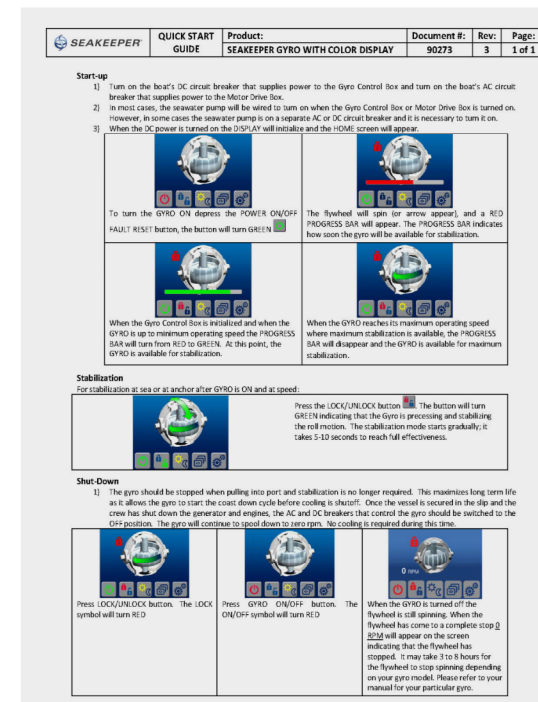 SEAKEEPER
QUICK START
GUIDE
Product:
Document #:
Rev:
Page:
SEAKEEPER GYRO WITH COLOR DISPLAY
90273
3
1 of 1
Start-up
1) Turn on the boat's DC circuit breaker that supplies power to the Gyro Control Box and turn on the boat's AC circuit
breaker that supplies power to the Motor Drive Box.
2) In most cases, the seawater pump will be wired to turn on when the Gyro Control Box or Motor Drive Box is turned on.
However, in some cases the seawater pump is on a separate AC or DC circuit breaker and it is necessary to turn it on.
3) When the DC power is turned on the DISPLAY will initialize and the HOME screen will appear.
To turn the GYRO ON depress the POWER ON/OFF
FAULT RESET button, the button will turn GREEN
The flywheel will spin (or arrow appear), and a RED
PROGRESS BAR will appear. The PROGRESS BAR indicates
how soon the gyro will be available for stabilization.
When the Gyro Control Box is initialized and when the
GYRO is up to minimum operating speed the PROGRESS
BAR will turn from RED to GREEN. At this point, the
GYRO is available for stabilization.
When the GYRO reaches its maximum operating speed
where maximum stabilization is available, the PROGRESS
BAR will disappear and the GYRO is available for maximum
stabilization.
Stabilization
For stabilization at sea or at anchor after GYRO is ON and at speed:
Press the LOCK/UNLOCK button . The button will turn
GREEN indicating that the Gyro is precessing and stabilizing
the roll motion. The stabilization mode starts gradually; it
takes 5-10 seconds to reach full effectiveness.
Shut-Down
1) The gyro should be stopped when pulling into port and stabilization is no longer required. This maximizes long term life
as it allows the gyro to start the coast down cycle before cooling is shutoff. Once the vessel is secured in the slip and the
crew has shut down the generator and engines, the AC and DC breakers that control the gyro should be switched to the
OFF position. The gyro will continue to spool down to zero rpm. No cooling is required during this time.
Press LOCK/UNLOCK button. The LOCK
symbol will turn RED
Press GYRO ON/OFF button. The
ON/OFF symbol will turn RED
0 RPM
When the GYRO is turned off the
flywheel is still spinning. When the
flywheel has come to a complete stop 0
RPM will appear on the screen
indicating that the flywheel has
stopped. It may take 3 to 8 hours for
the flywheel to stop spinning depending
on your gyro model. Please refer to your
manual for your particular gyro.